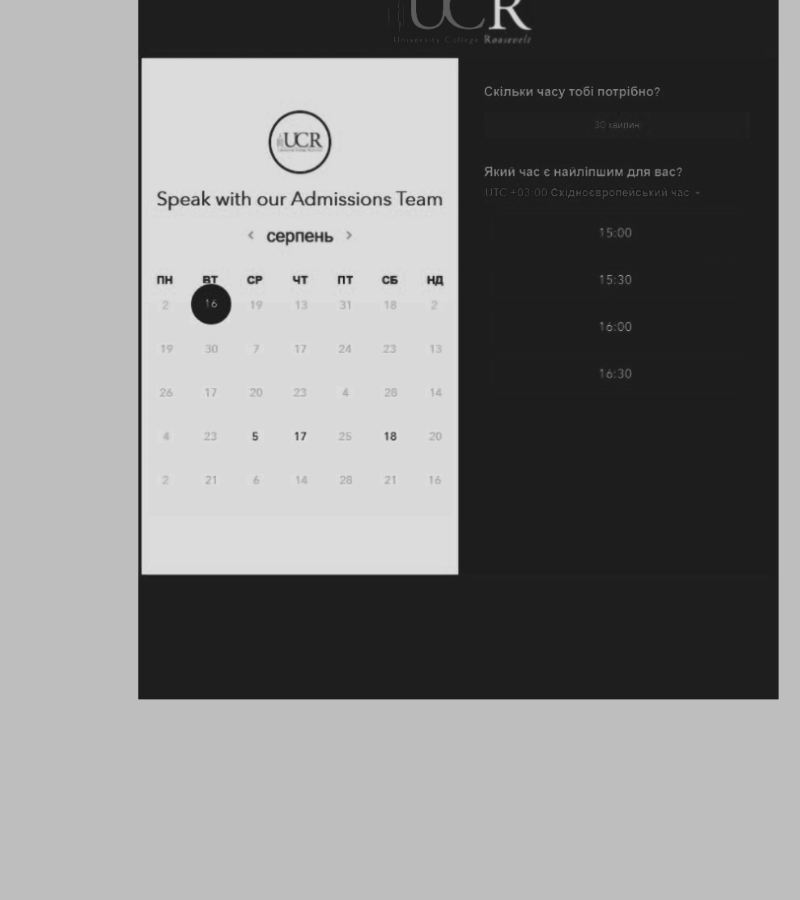 UCR
University College Roosevelt
UCR
Speak with our Admissions Team
< серпень >
ПН ВТ СР ЧТ ПТ СБ НД
2 16 19 13 31 18 2
19 30 7 17 24 23 13
26 17 20 23 4 28 14
4 23 5 17 25 18 20
2 21 6 14 28 21 16
Скільки часу тобі потрібно?
30 хвилин
Який час є найліпшим для вас?
UTC +03:00 Східноєвропейський час
15:00
15:30
16:00
16:30